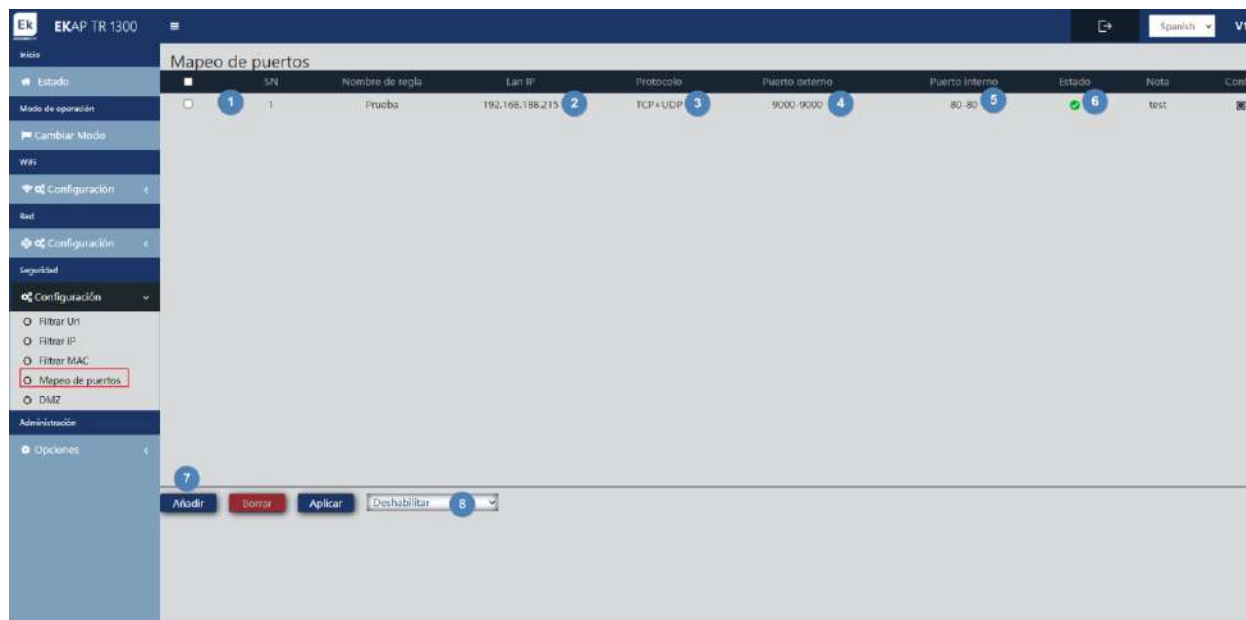 Ek EKAP TR 1300 Spanish V1
Inicio
Estado
Modo de operación
Cambiar Modo
WiFi
Configuración
Red
Configuración
Seguridad
Configuración
Filtrar Url
Filtrar IP
Filtrar MAC
Mapeo de puertos
DMZ
Administración
Opciones
Mapeo de puertos
SN Nombre de regla Lan IP Protocolo Puerto externo Puerto interno Estado Nota Conf
1 1 Prueba 192.168.188.215 2 TCP+UDP 3 9000-9000 4 80-80 5 6 test
7
Añadir Borrar Aplicar Deshabilitar 8